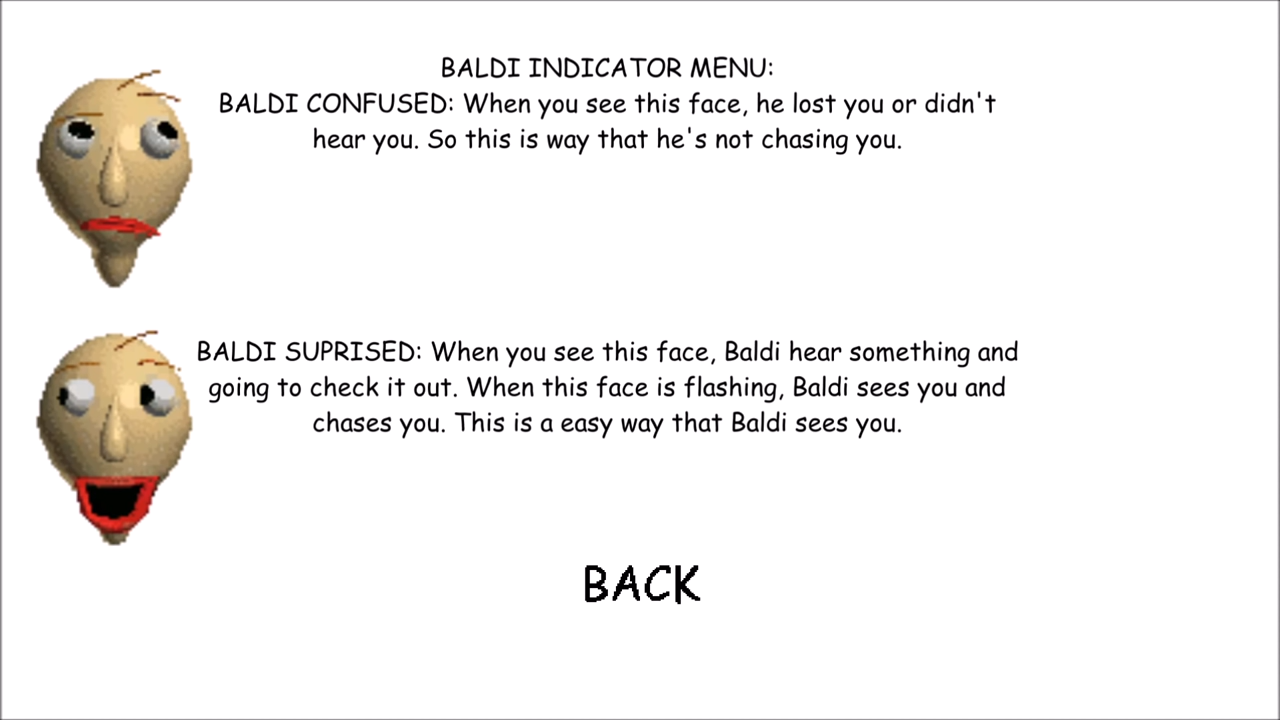 BALDI INDICATOR MENU:
BALDI CONFUSED: When you see this face, he lost you or didn't
hear you. So this is way that he's not chasing you.
BALDI SUPRISED: When you see this face, Baldi hear something and
going to check it out. When this face is flashing, Baldi sees you and
chases you. This is a easy way that Baldi sees you.
BACK